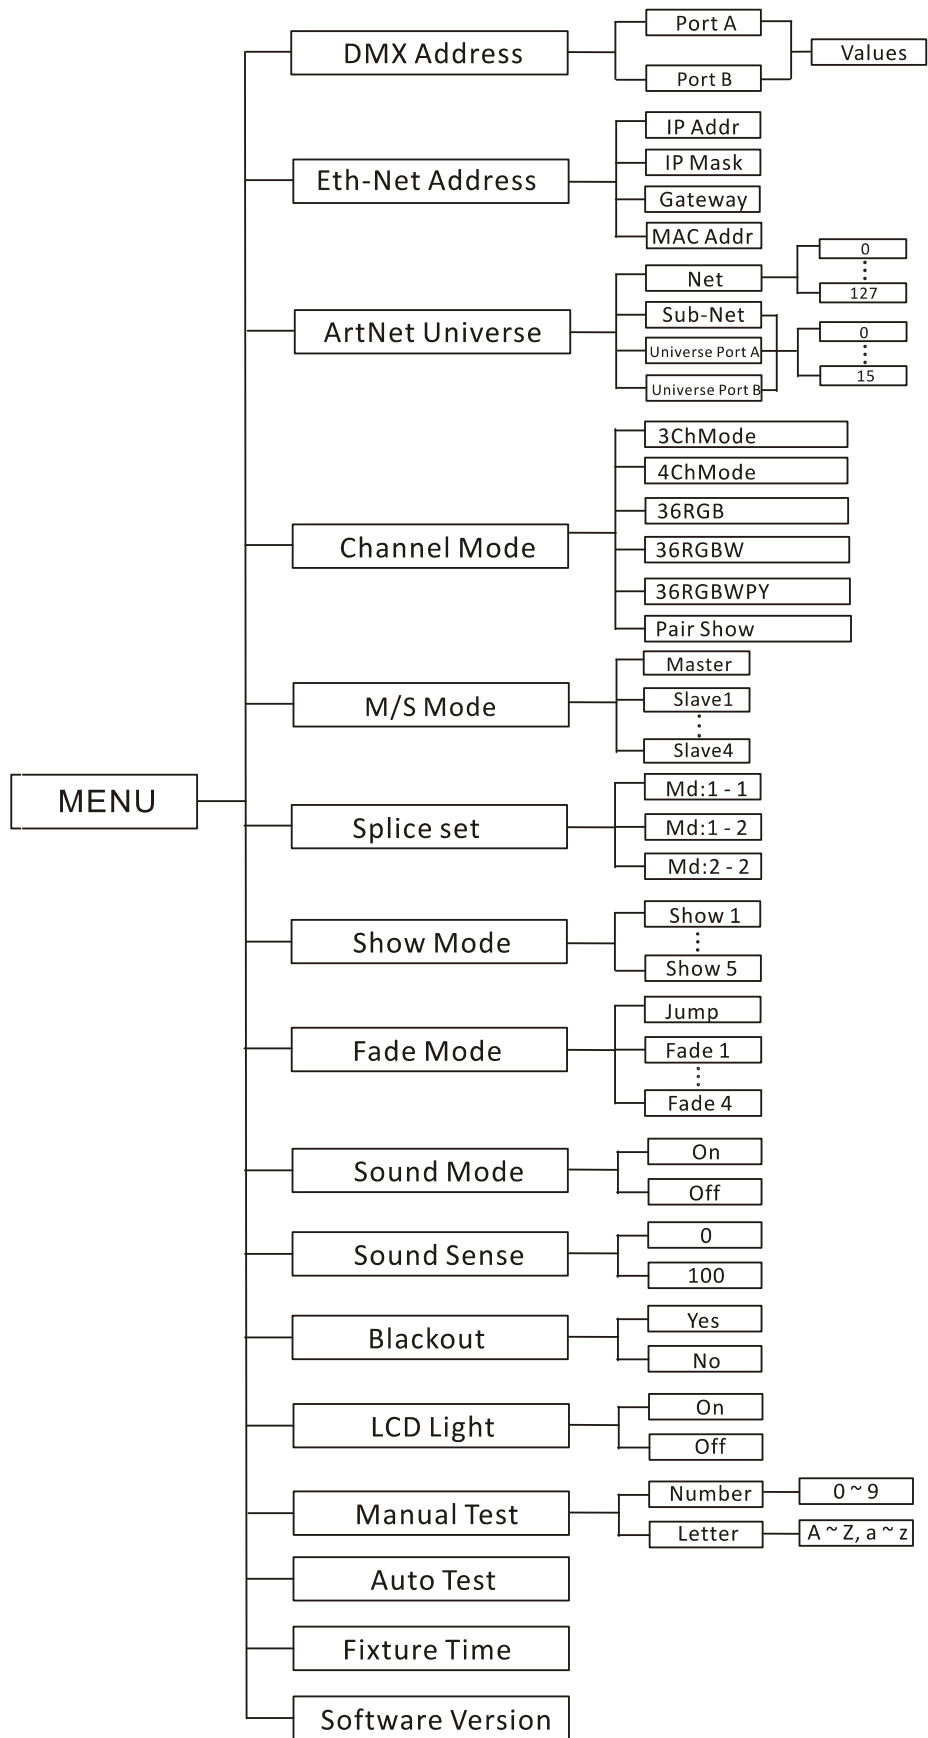 DMX Address
Port A
Port B
Values
Eth-Net Address
IP Addr
IP Mask
Gateway
MAC Addr
ArtNet Universe
Net
0
127
Sub-Net
Universe Port A
Universe Port B
0
15
Channel Mode
3ChMode
4ChMode
36RGB
36RGBW
36RGBWPY
Pair Show
M/S Mode
Master
Slave1
Slave4
MENU
Splice set
Md:1 - 1
Md:1 - 2
Md:2 - 2
Show Mode
Show 1
Show 5
Fade Mode
Jump
Fade 1
Fade 4
Sound Mode
On
Off
Sound Sense
0
100
Blackout
Yes
No
LCD Light
On
Off
Manual Test
Number
0 ~ 9
Letter
A ~ Z, a ~ z
Auto Test
Fixture Time
Software Version